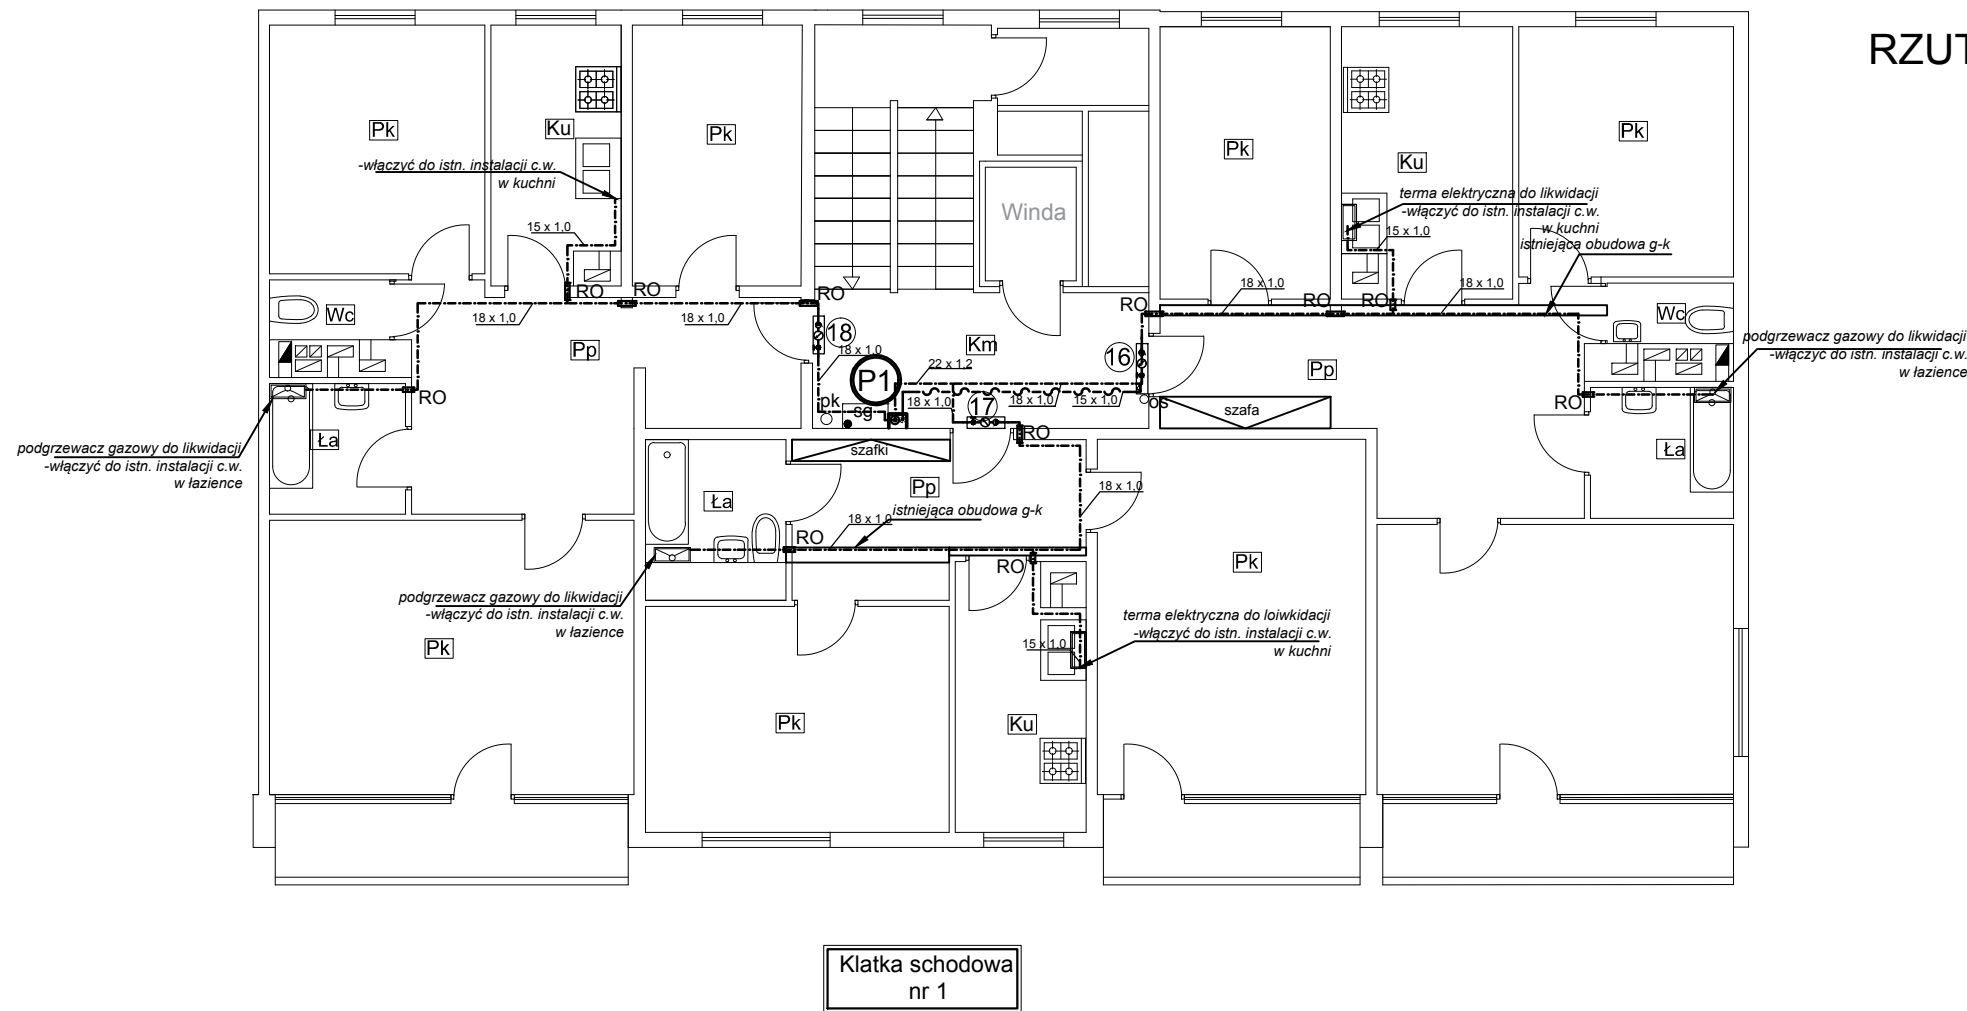 RZUT
Pk
Ku
Pk
Pk
Ku
Pk
-włączyć do istn. instalacji c.w.
w kuchni
15 x 1,0
Winda
terma elektryczna do likwidacji
-włączyć do istn. instalacji c.w.
w kuchni
15 x 1,0
istniejąca obudowa g-k
RO
RO
RO
RO
RO
RO
18 x 1,0
18 x 1,0
18 x 1,0
18 x 1,0
Wc
Wc
Pp
18
18 x 1,0
Km
16
22 x 1,2
P1
Pp
podgrzewacz gazowy do likwidacji
-włączyć do istn. instalacji c.w.
w łazience
RO
pk
sg
18 x 1,0
17
18 x 1,0
15 x 1,0
os
szafa
RO
podgrzewacz gazowy do likwidacji
-włączyć do istn. instalacji c.w.
w łazience
Ła
RO
szafki
Ła
Ła
Pp
18 x 1,0
18 x 1,0
istniejąca obudowa g-k
RO
RO
Pk
podgrzewacz gazowy do likwidacji
-włączyć do istn. instalacji c.w.
w łazience
terma elektryczna do loiwkidacji
-włączyć do istn. instalacji c.w.
w kuchni
15 x 1,0
Pk
Pk
Ku
Klatka schodowa
nr 1